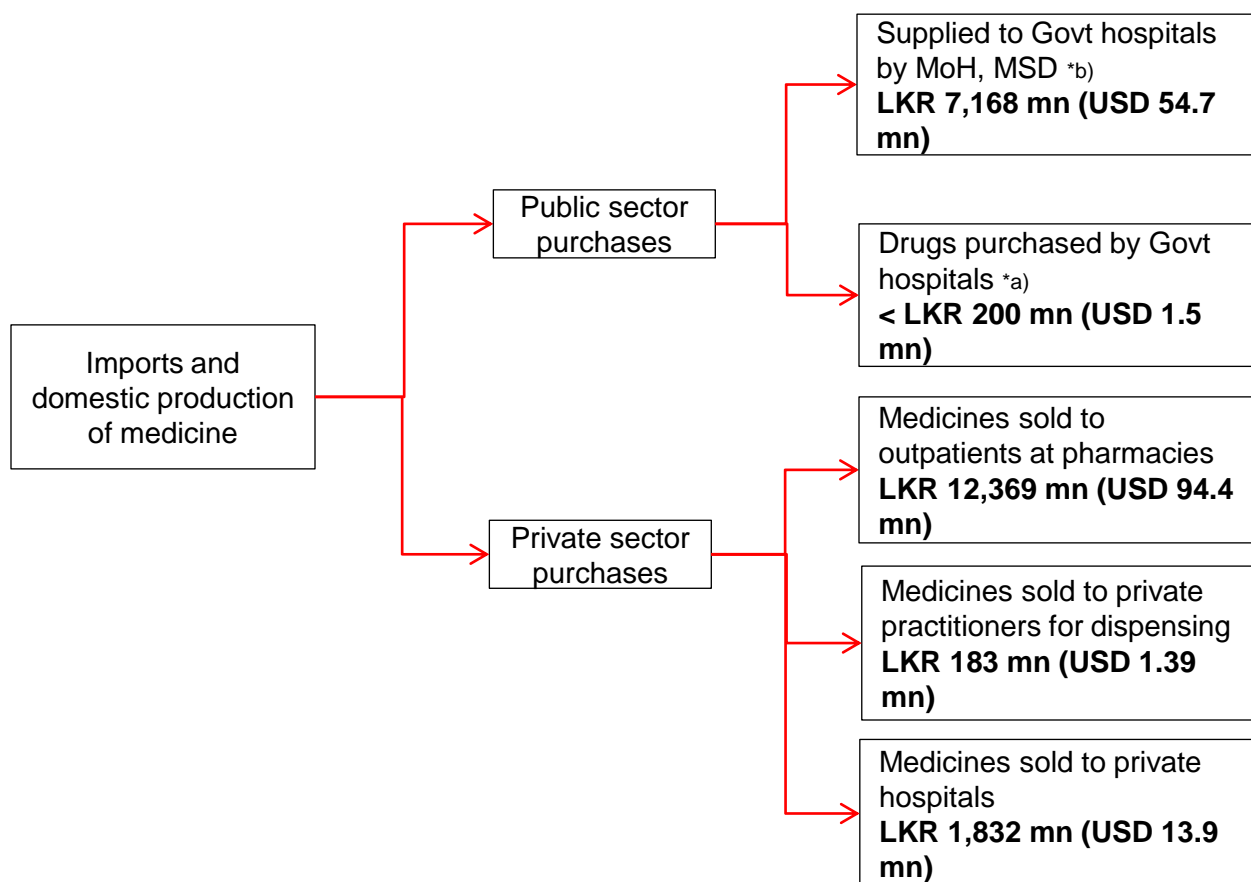 Imports and
domestic production
of medicine
Public sector
purchases
Private sector
purchases
Supplied to Govt hospitals
by MoH, MSD *b)
LKR 7,168 mn (USD 54.7
mn)
Drugs purchased by Govt
hospitals *a)
< LKR 200 mn (USD 1.5
mn)
Medicines sold to
outpatients at pharmacies
LKR 12,369 mn (USD 94.4
mn)
Medicines sold to private
practitioners for dispensing
LKR 183 mn (USD 1.39
mn)
Medicines sold to private
hospitals
LKR 1,832 mn (USD 13.9
mn)